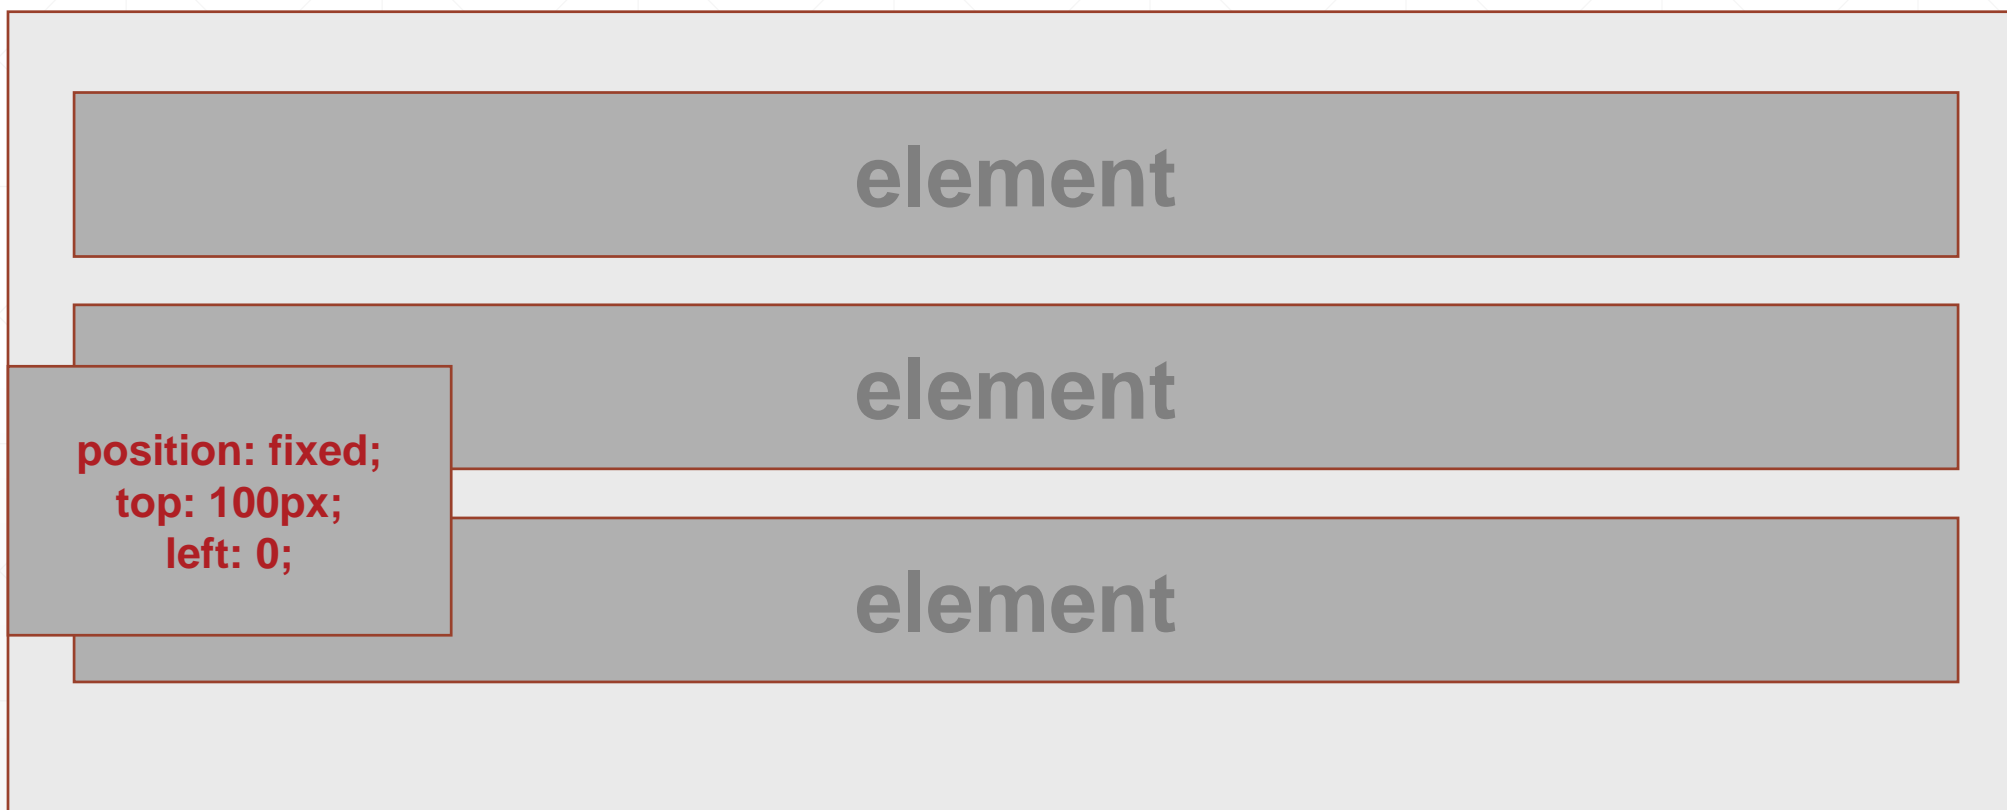 element
element
position: fixed;
top: 100px;
left: 0;
element